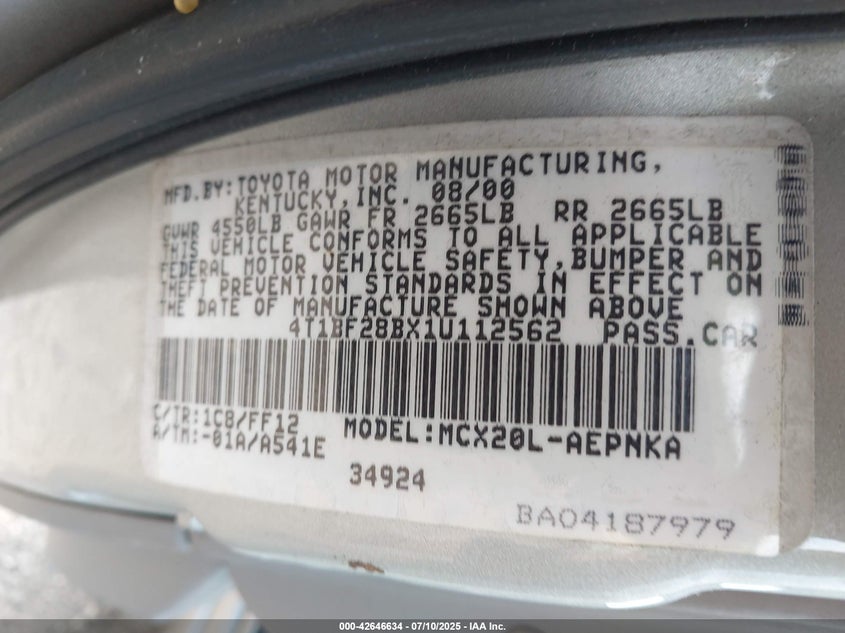 MFD.BY:TOYOTA MOTOR MANUFACTURING,
KENTUCKY,INC. 08/00
GVWR 4550LB GAWR FR 2665LB RR 2665LB
THIS VEHICLE CONFORMS TO ALL APPLICABLE
FEDERAL MOTOR VEHICLE SAFETY,BUMPER AND
THEFT PREVENTION STANDARDS IN EFFECT ON
THE DATE OF MANUFACTURE SHOWN ABOVE
4T1BF28BX1U112562 PASS.CAR
C/TR:1C8/FF12
A/TM:-01A/A541E
MODEL:MCX20L-AEPNKA
34924
BA04187979
000-42646634 / 07/10/2025 - IAA Inc.